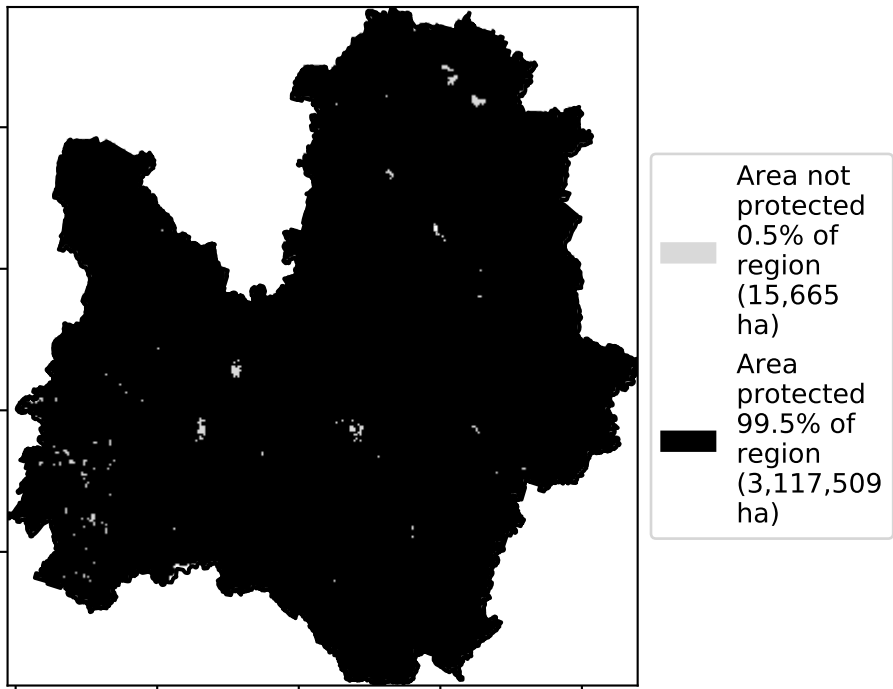 Area not
protected
0.5% of
region
(15,665
ha)
Area
protected
99.5% of
region
(3,117,509
ha)